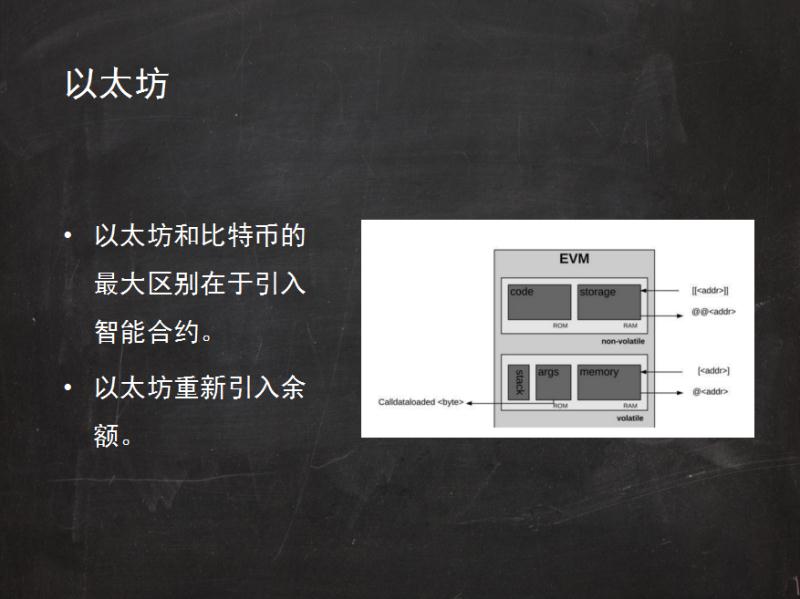 以太坊
• 以太坊和比特币的
最大区别在于引入
智能合约。
• 以太坊重新引入余
额。
EVM
code
storage
[[<addr>]]
@@<addr>
ROM
RAM
non-volatile
stack
args
memory
[<addr>]
@<addr>
Calldataloaded <byte>
ROM
RAM
volatile